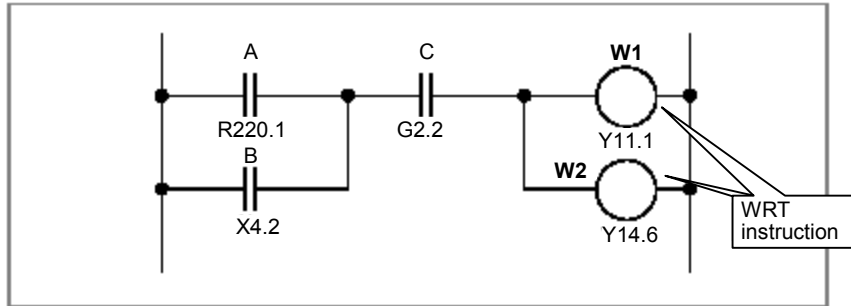 A
C
W1
R220.1
G2.2
Y11.1
B
W2
X4.2
Y14.6
WRT
instruction